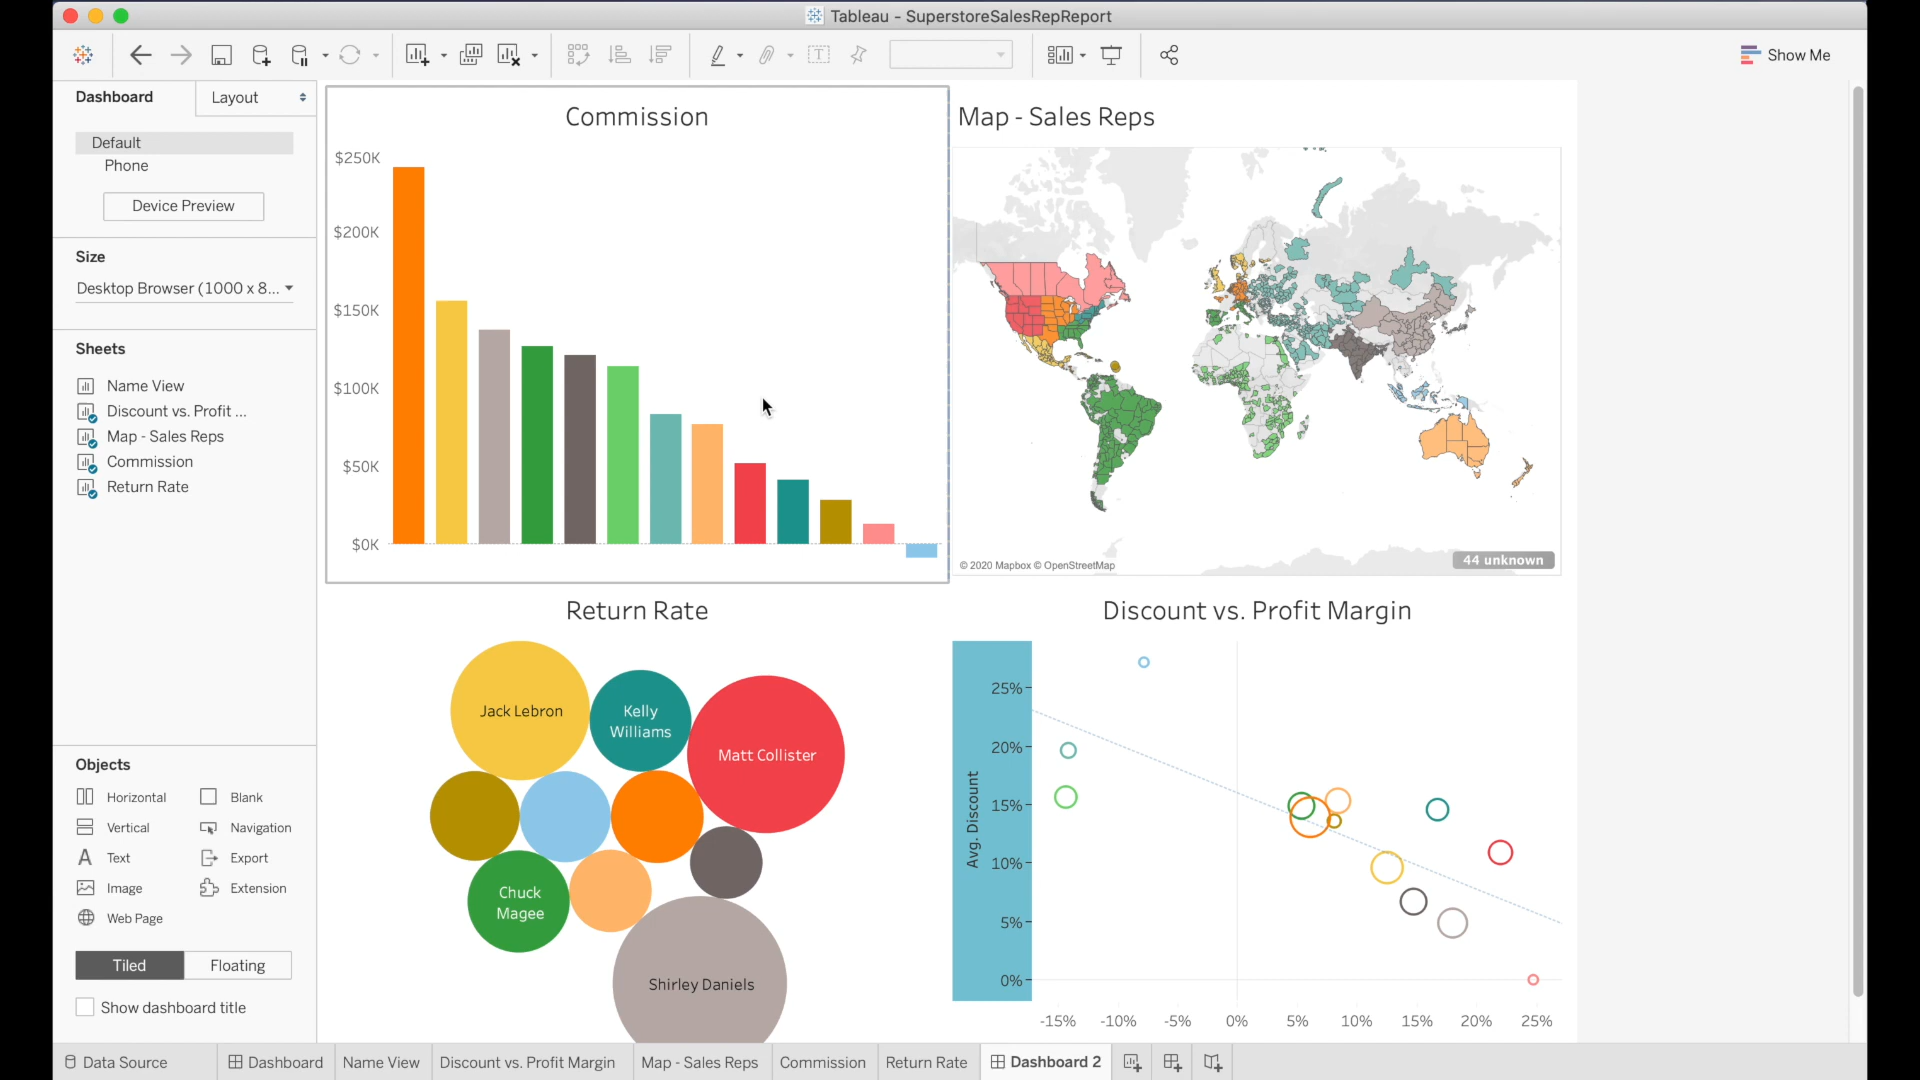 Tableau - SuperstoreSalesRepReport
Show Me
Dashboard
Layout
Default
Phone
Device Preview
Size
Desktop Browser (1000 x 8...
Sheets
Name View
Discount vs. Profit ...
Map - Sales Reps
Commission
Return Rate
Objects
Horizontal
Blank
Vertical
Navigation
Text
Export
Image
Extension
Web Page
Tiled
Floating
Show dashboard title
Commission
$250K
$200K
$150K
$100K
$50K
$0K
Map - Sales Reps
© 2020 Mapbox © OpenStreetMap
44 unknown
Return Rate
Jack Lebron
Kelly
Williams
Matt Collister
Chuck
Magee
Shirley Daniels
Discount vs. Profit Margin
Avg. Discount
25%
20%
15%
10%
5%
0%
-15% -10% -5% 0% 5% 10% 15% 20% 25%
Data Source
Dashboard
Name View
Discount vs. Profit Margin
Map - Sales Reps
Commission
Return Rate
Dashboard 2